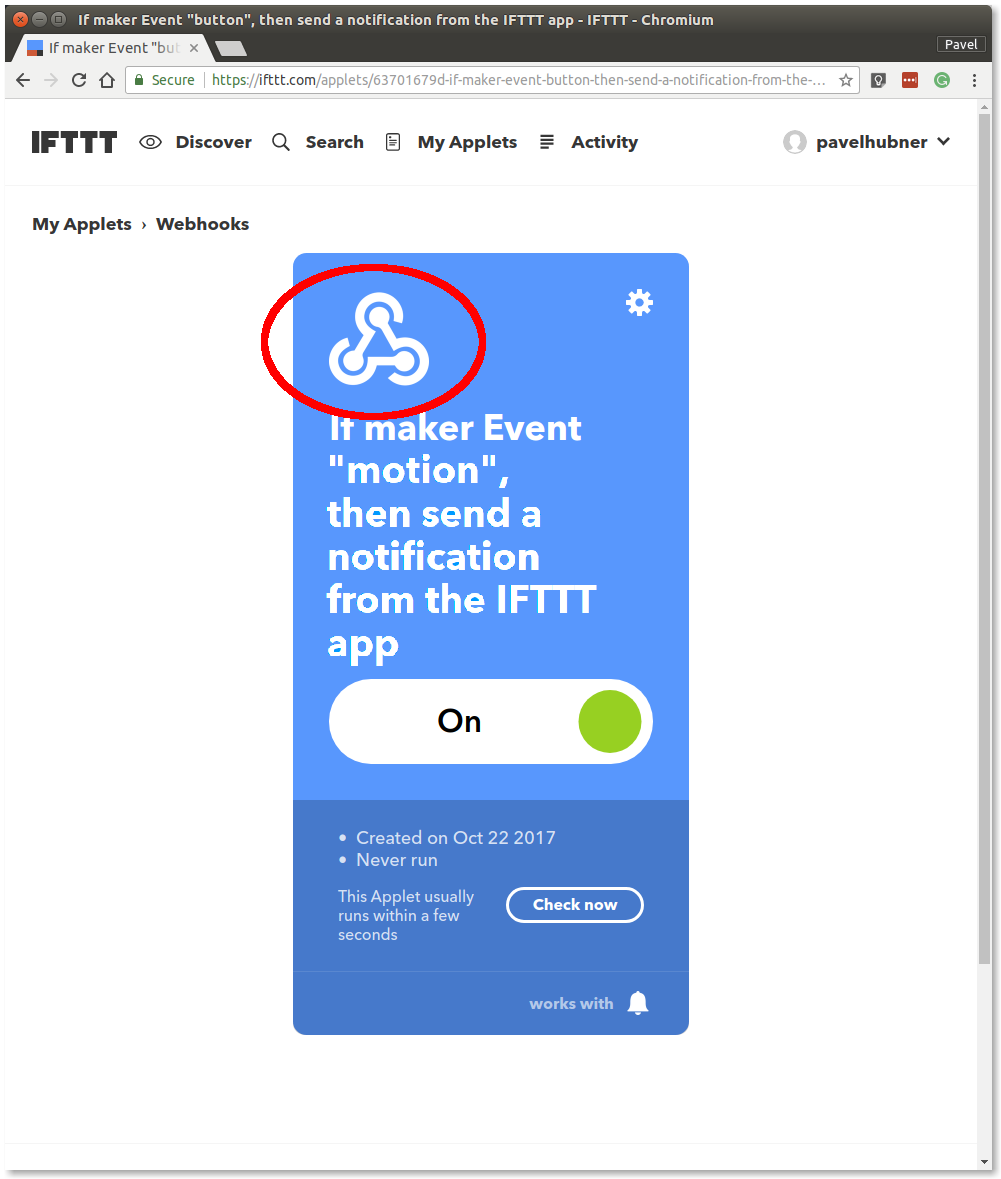 If maker Event "button", then send a notification from the IFTTT app - IFTTT - Chromium
If maker Event "but
Pavel
Secure
https://ifttt.com/applets/63701679d-if-maker-event-button-then-send-a-notification-from-the-...
IFTTT Discover Search My Applets Activity pavelhubner
My Applets › Webhooks
If maker Event
"motion",
then send a
notification
from the IFTTT
app
On
• Created on Oct 22 2017
• Never run
This Applet usually
runs within a few
seconds
Check now
works with